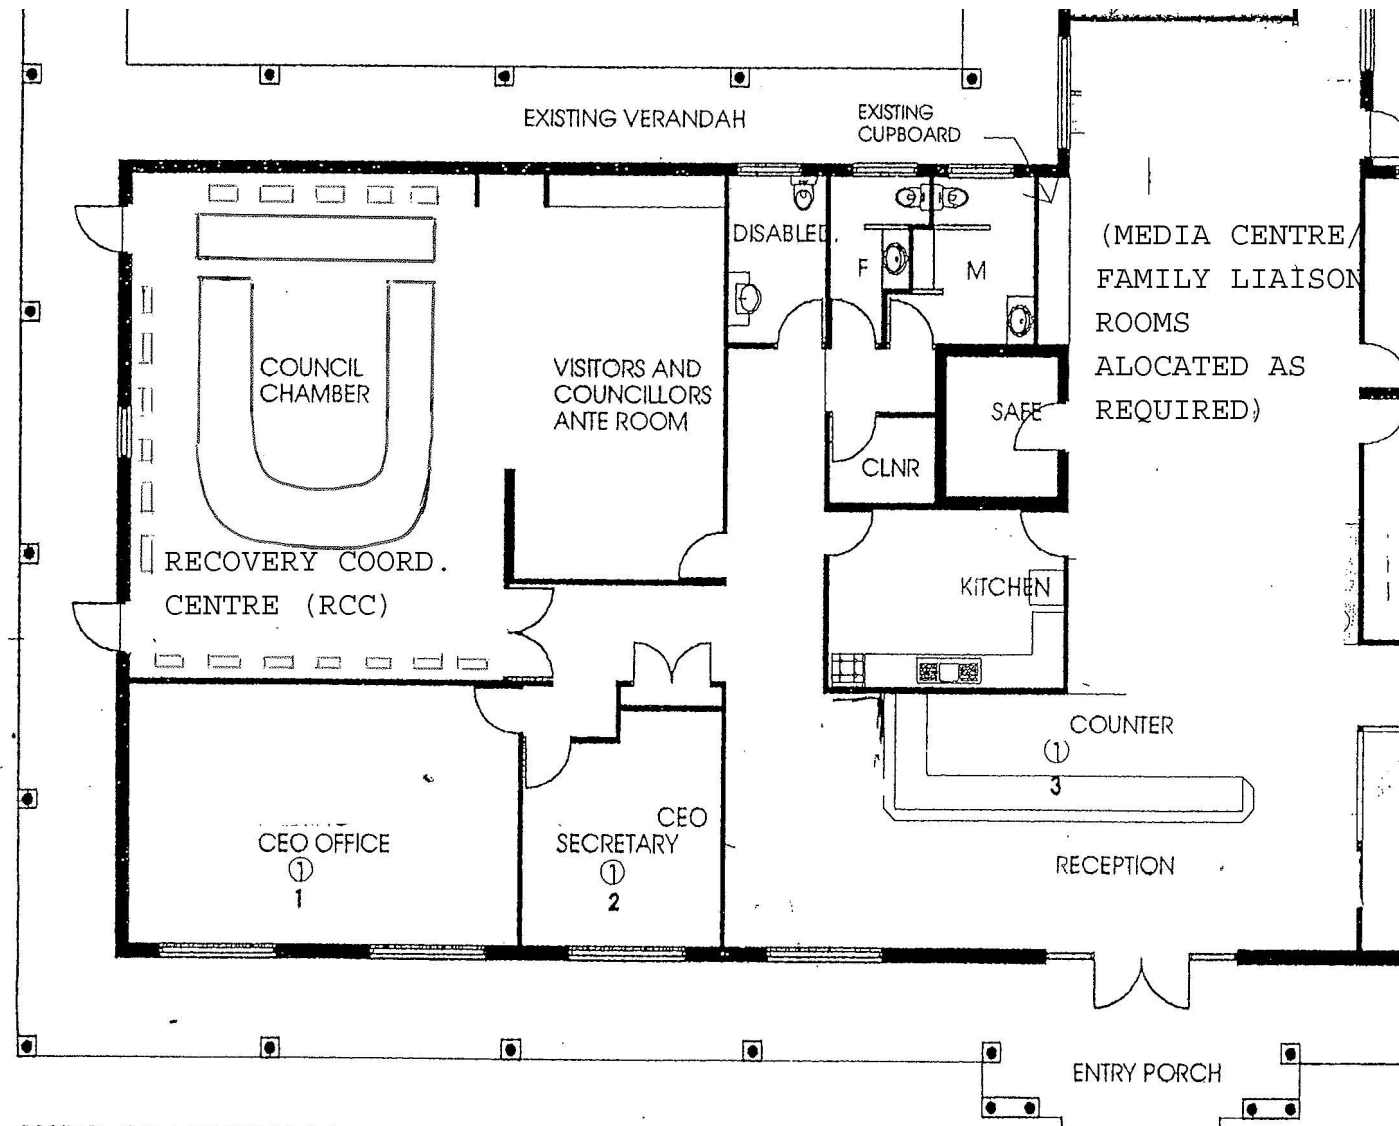 EXISTING VERANDAH
EXISTING
CUPBOARD
DISABLED.
F
M
(MEDIA CENTRE/
FAMILY LIAISON
ROOMS
ALOCATED AS
REQUIRED)
COUNCIL
CHAMBER
VISITORS AND
COUNCILLORS
ANTE ROOM
SAFE
CLNR
RECOVERY COORD.
CENTRE (RCC)
KITCHEN
COUNTER
1
3
CEO OFFICE
1
1
CEO
SECRETARY
1
2
RECEPTION
ENTRY PORCH